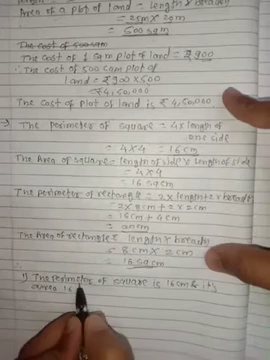 Area of a plot of land = length x breadth
= 25m x 20m
= 500 sqm
The cost of 500 sqm
The cost of 1 sqm plot of land = ₹ 900
∴ The cost of 500 sqm plot of
land = ₹ 900 x 500
= ₹ 4,50,000
∴ The cost of plot of land is ₹ 4,50,000
→ The perimeter of square = 4 x length of
one side
= 4 x 4 = 16 cm
The Area of square = length of side x length of side
= 4 x 4
= 16 sq cm
The perimeter of rectangle = 2 x length + 2 x breadth
= 2 x 8 cm + 2 x 2 cm
= 16 cm + 4 cm
= 20 cm
The Area of rectangle = length x breadth
= 8 cm x 2 cm
16 sq cm
1) The perimeter of square is 16 cm & it's
area is